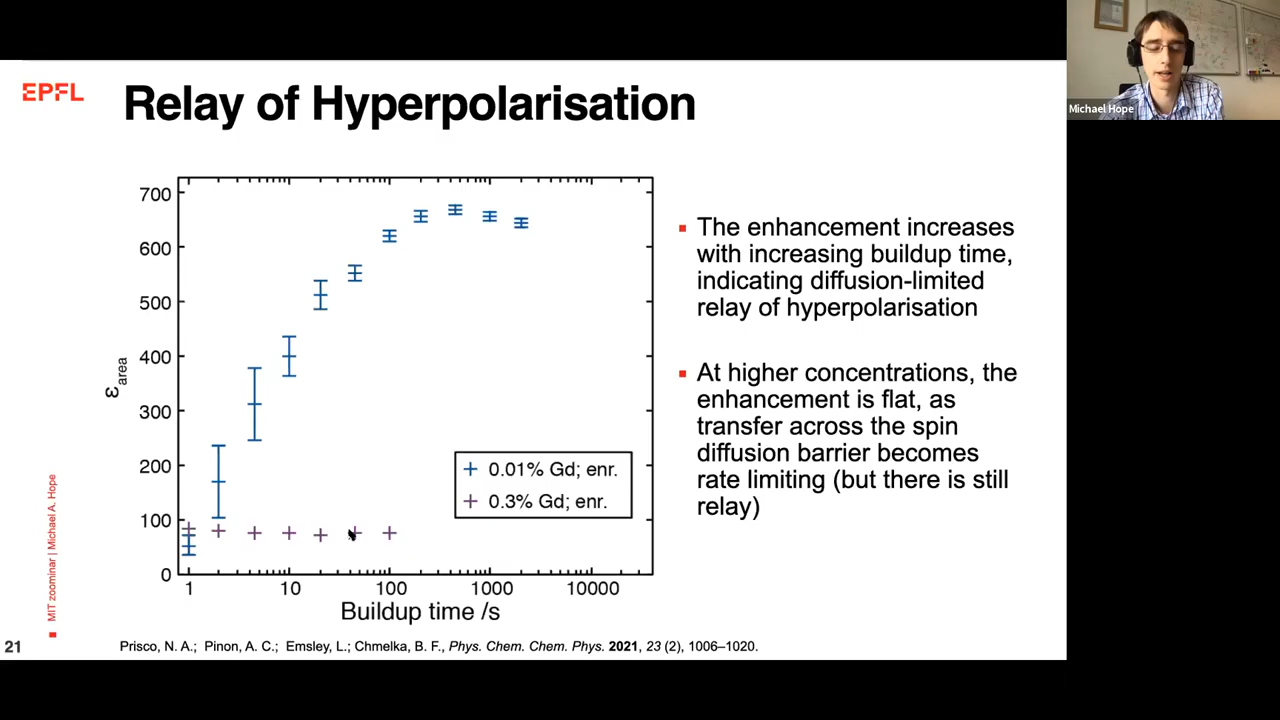 EPFL
Relay of Hyperpolarisation
Michael Hope
700
600
500
400
300
200
100
0
εarea
1
10
100
1000
10000
Buildup time /s
0.01% Gd; enr.
0.3% Gd; enr.
The enhancement increases
with increasing buildup time,
indicating diffusion-limited
relay of hyperpolarisation
At higher concentrations, the
enhancement is flat, as
transfer across the spin
diffusion barrier becomes
rate limiting (but there is still
relay)
MIT zoominar | Michael A. Hope
21
Prisco, N. A.; Pinon, A. C.; Emsley, L.; Chmelka, B. F., Phys. Chem. Chem. Phys. 2021, 23 (2), 1006–1020.